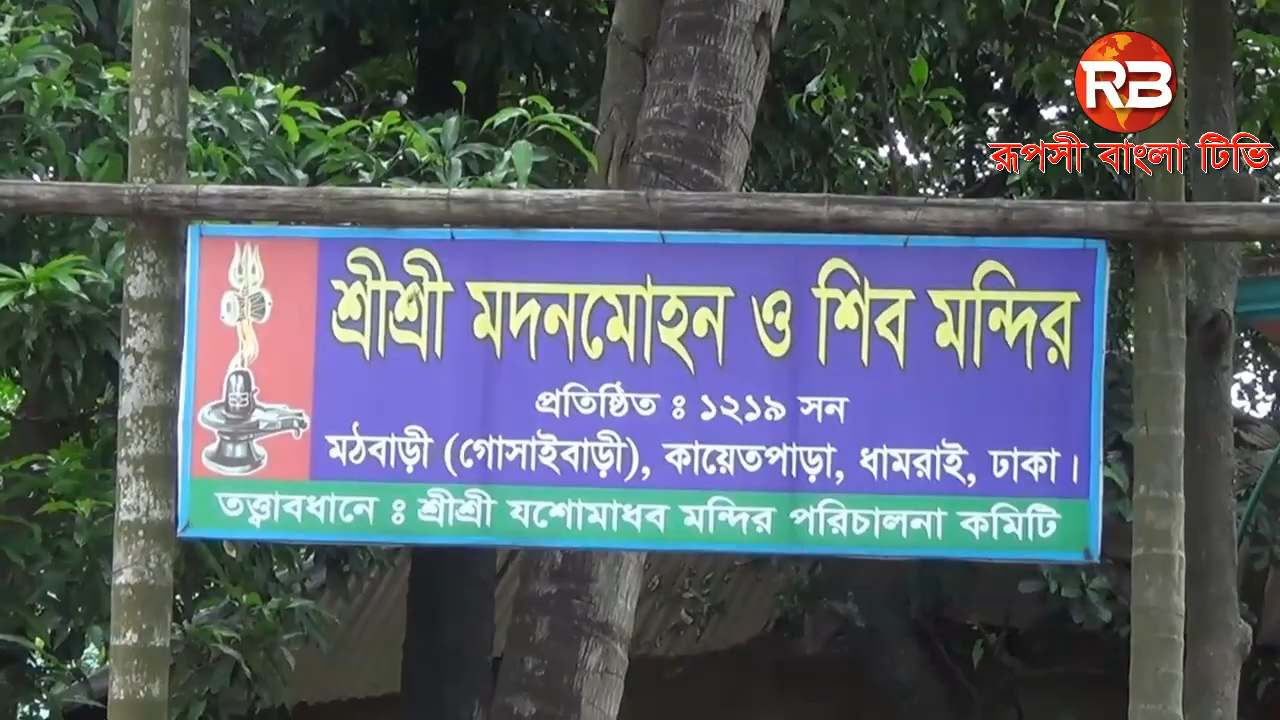 RB
রূপসী বাংলা টিভি
শ্রীশ্রী মদনমোহন ও শিব মন্দির
প্রতিষ্ঠিত ঃ ১২১৯ সন
মঠবাড়ী (গোসাইবাড়ী), কায়েতপাড়া, ধামরাই, ঢাকা।
তত্ত্বাবধানে ঃ শ্রীশ্রী যশোমাধব মন্দির পরিচালনা কমিটি